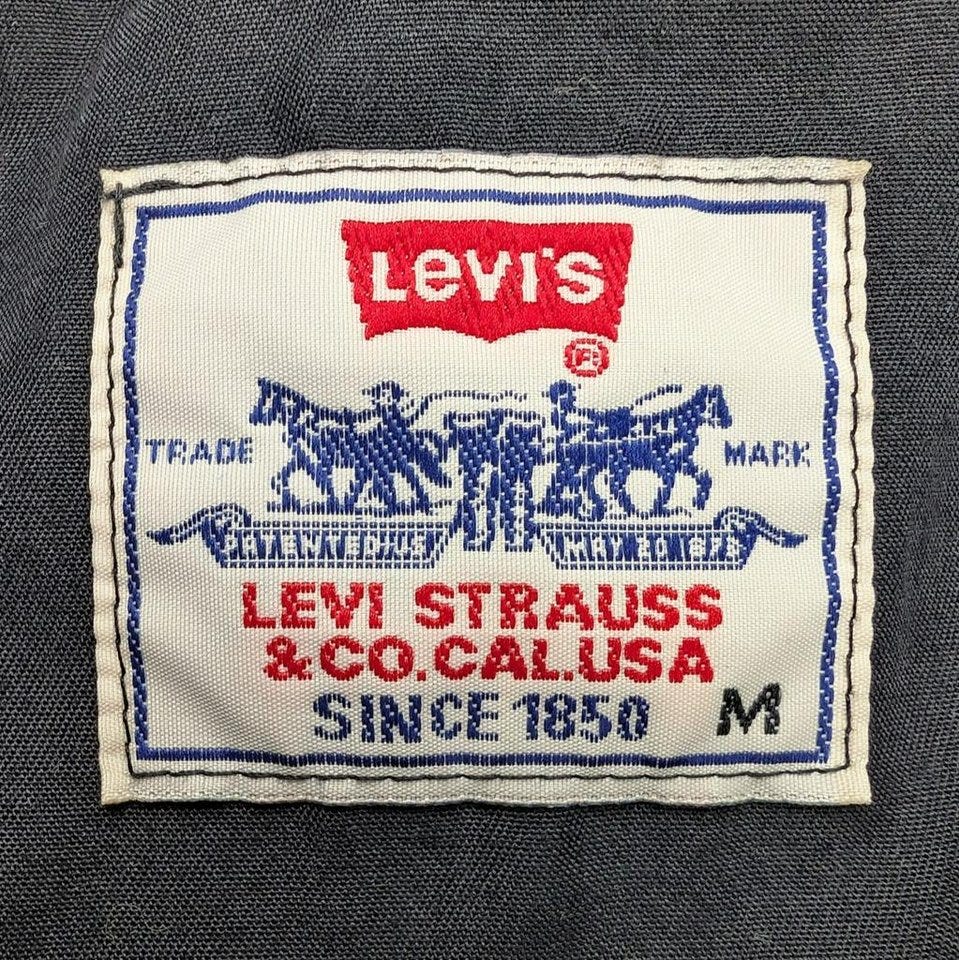 Levi's
®
TRADE MARK
LEVI STRAUSS
&CO.CAL.USA
SINCE 1850 M